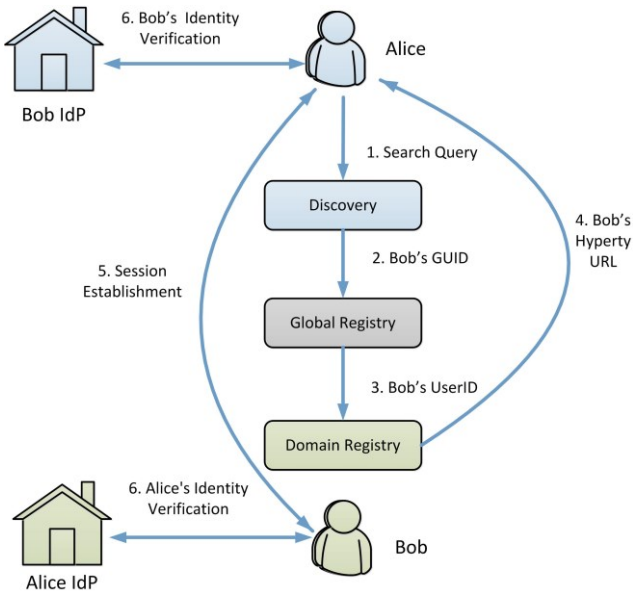 6. Bob's Identity
Verification
Alice
Bob IdP
1. Search Query
Discovery
4. Bob's
Hyperty
URL
2. Bob's GUID
5. Session
Establishment
Global Registry
3. Bob's UserID
Domain Registry
6. Alice's Identity
Verification
Bob
Alice IdP